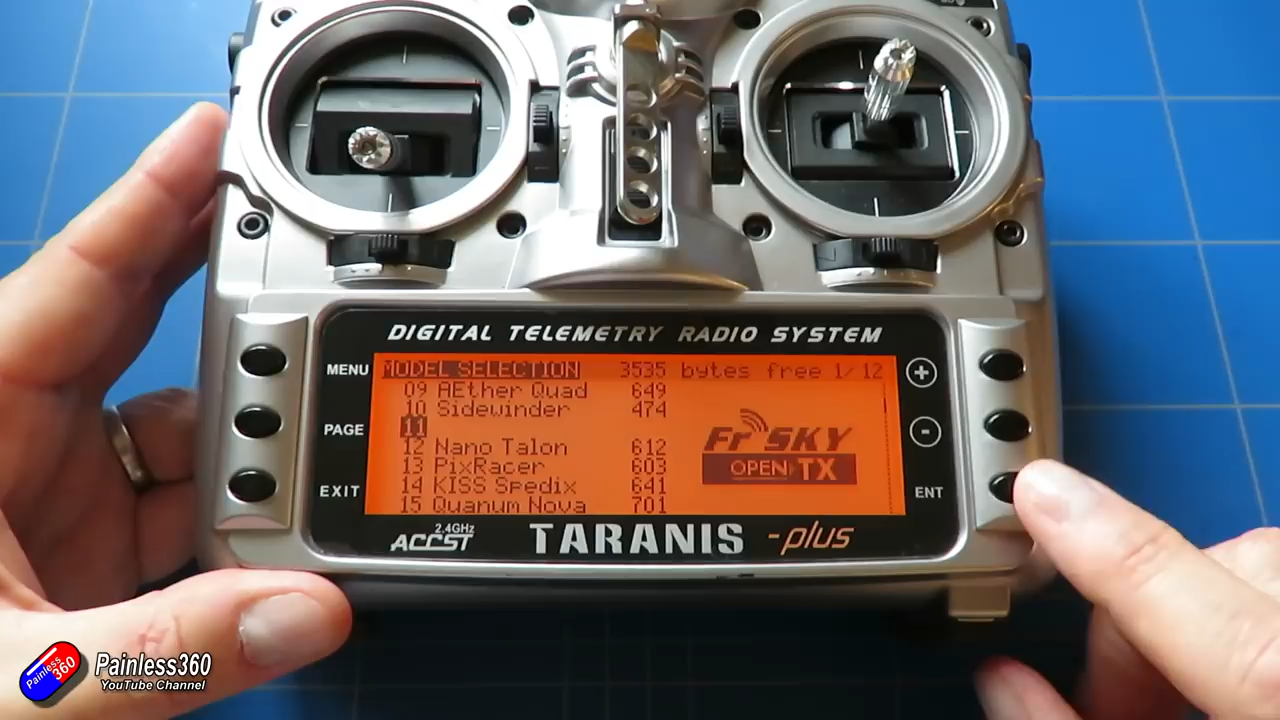 DIGITAL TELEMETRY RADIO SYSTEM
MENU
PAGE
EXIT
MODEL SELECTION 3535 bytes free 1/12
09 AEther Quad 649
10 Sidewinder 474
11
12 Nano Talon 612
13 PixRacer 603
14 KISS Spedix 641
15 Quanum Nova 701
FrSKY
OPEN TX
+
-
ENT
2.4GHz
ACCST
TARANIS -plus
Painless 360
Painless360
YouTube Channel